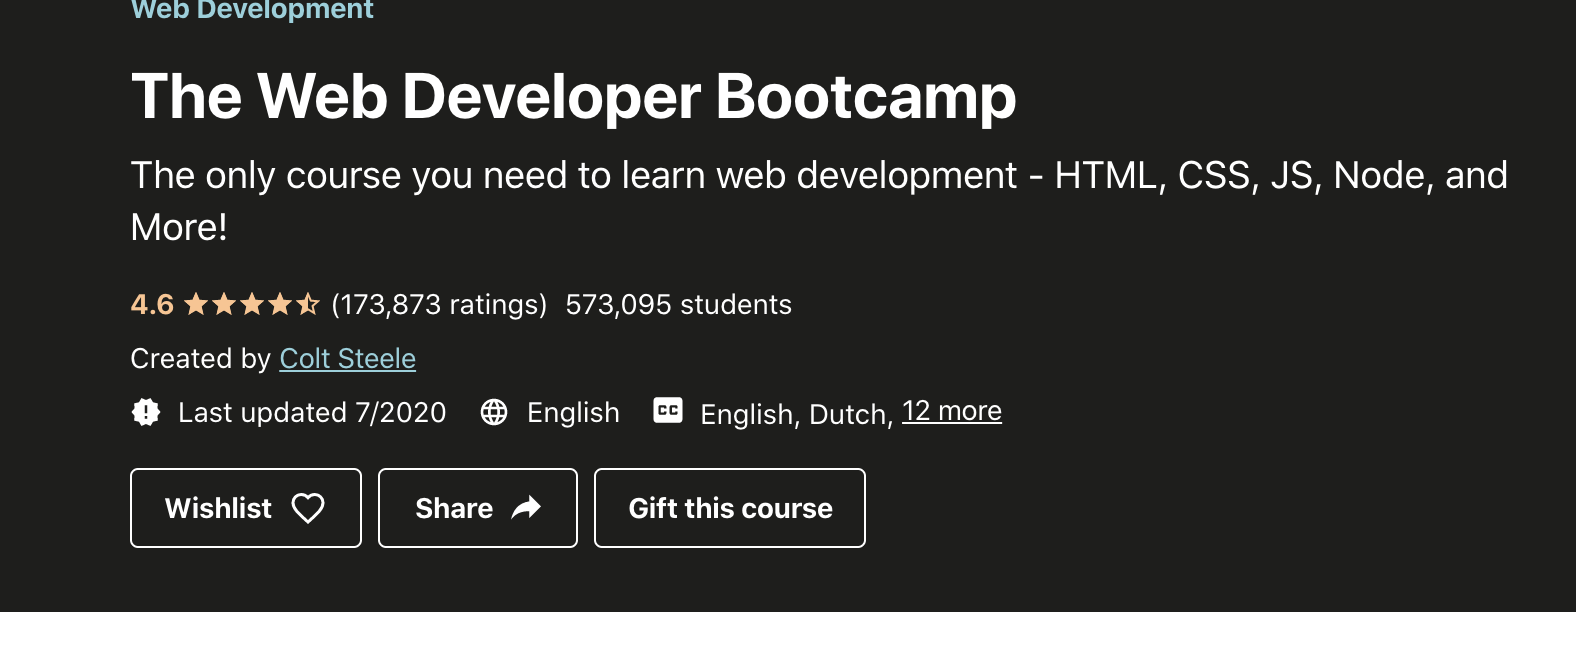 Web Development
The Web Developer Bootcamp
The only course you need to learn web development - HTML, CSS, JS, Node, and
More!
4.6 (173,873 ratings) 573,095 students
Created by Colt Steele
Last updated 7/2020 English CC English, Dutch, 12 more
Wishlist Share Gift this course